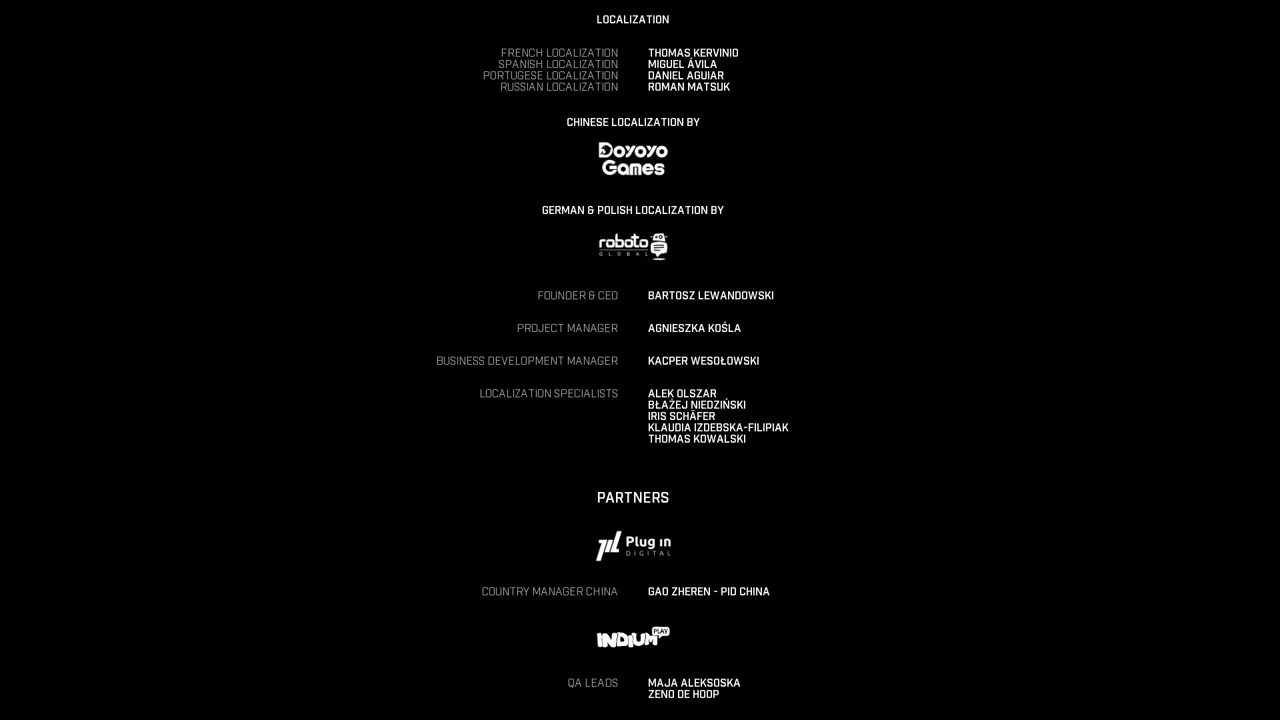 LOCALIZATION
FRENCH LOCALIZATION THOMAS KERVINIO
SPANISH LOCALIZATION MIGUEL ÁVILA
PORTUGESE LOCALIZATION DANIEL AGUIAR
RUSSIAN LOCALIZATION ROMAN MATSUK
CHINESE LOCALIZATION BY
Doyoyo
Games
GERMAN & POLISH LOCALIZATION BY
roboto
GLOBAL
FOUNDER & CEO BARTOSZ LEWANDOWSKI
PROJECT MANAGER AGNIESZKA KOŚLA
BUSINESS DEVELOPMENT MANAGER KACPER WESOŁOWSKI
LOCALIZATION SPECIALISTS ALEK OLSZAR
BŁAŻEJ NIEDZIŃSKI
IRIS SCHÄFER
KLAUDIA IZDEBSKA-FILIPIAK
THOMAS KOWALSKI
PARTNERS
Plug in
DIGITAL
COUNTRY MANAGER CHINA GAO ZHEREN - PID CHINA
INDIUM PLAY
QA LEADS MAJA ALEKSOSKA
ZENO DE HOOP